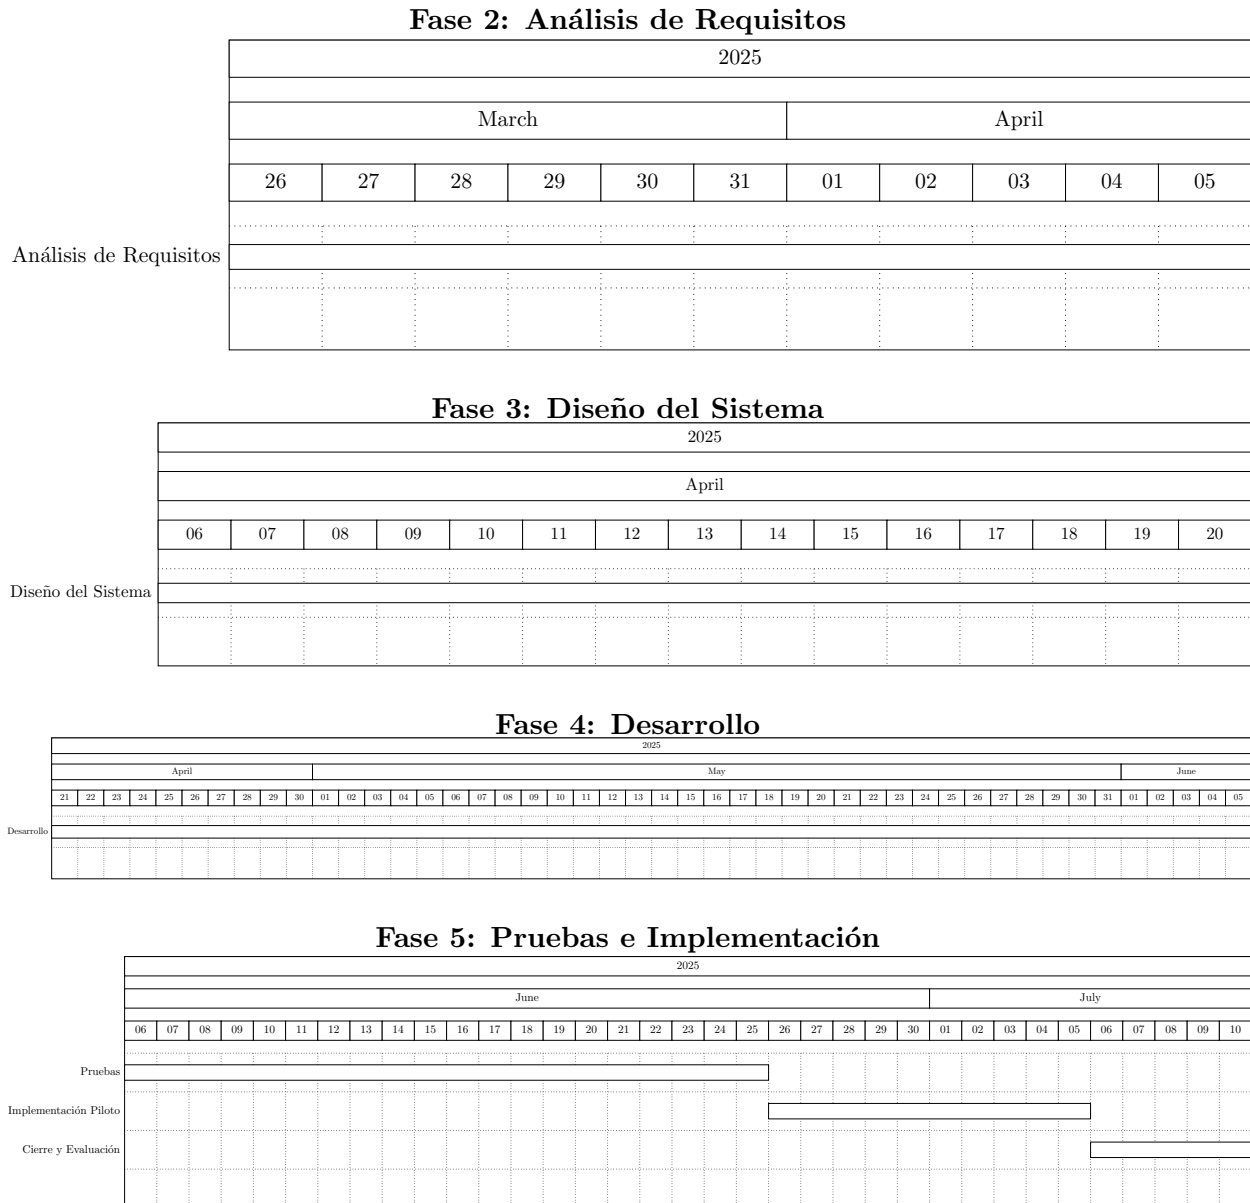 Fase 2: Análisis de Requisitos
2025
March April
26 27 28 29 30 31 01 02 03 04 05
Análisis de Requisitos
Fase 3: Diseño del Sistema
2025
April
06 07 08 09 10 11 12 13 14 15 16 17 18 19 20
Diseño del Sistema
Fase 4: Desarrollo
2025
April May June
21 22 23 24 25 26 27 28 29 30 01 02 03 04 05 06 07 08 09 10 11 12 13 14 15 16 17 18 19 20 21 22 23 24 25 26 27 28 29 30 31 01 02 03 04 05
Desarrollo
Fase 5: Pruebas e Implementación
2025
June July
06 07 08 09 10 11 12 13 14 15 16 17 18 19 20 21 22 23 24 25 26 27 28 29 30 01 02 03 04 05 06 07 08 09 10
Pruebas
Implementación Piloto
Cierre y Evaluación